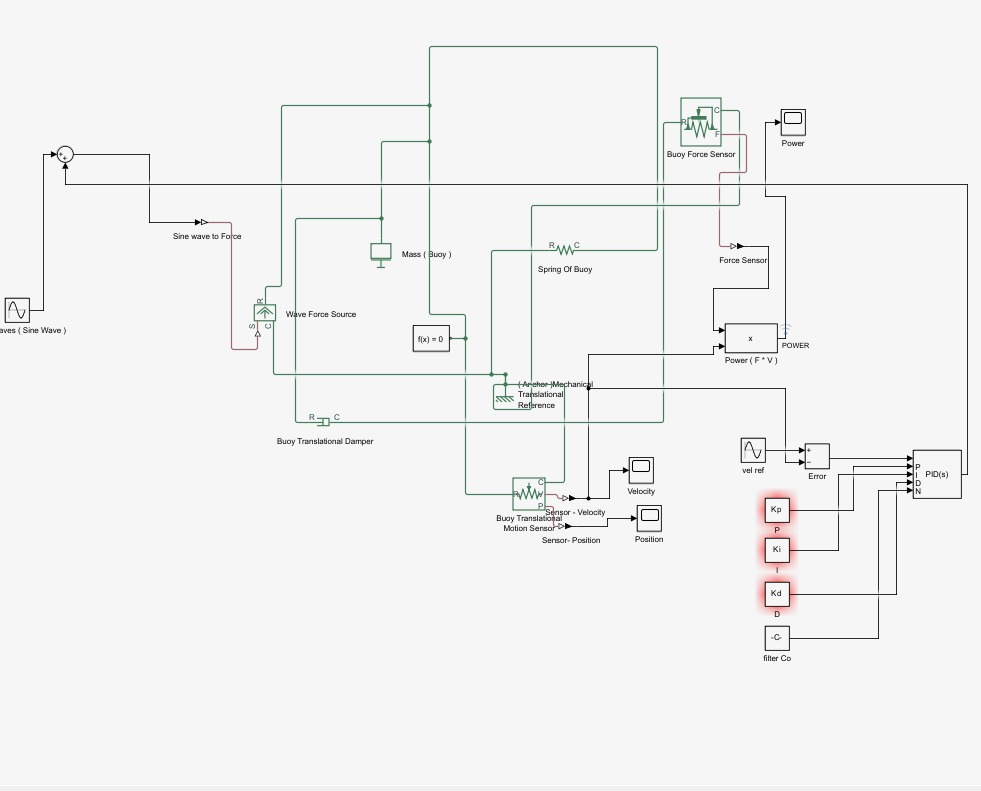 C
R
F
Buoy Force Sensor
Power
Sine wave to Force
R
C
Spring Of Buoy
Mass ( Buoy )
Force Sensor
R
S
C
Wave Force Source
aves ( Sine Wave )
f(x) = 0
x
POWER
Power ( F * V )
( Anchor )Mechanical
Translational
Reference
R
C
Buoy Translational Damper
vel ref
+
−
Error
P
I
D
N
PID(s)
C
R
V
P
Buoy Translational
Motion Sensor
Sensor - Velocity
Sensor- Position
Velocity
Position
Kp
P
Ki
I
Kd
D
-C-
filter Co